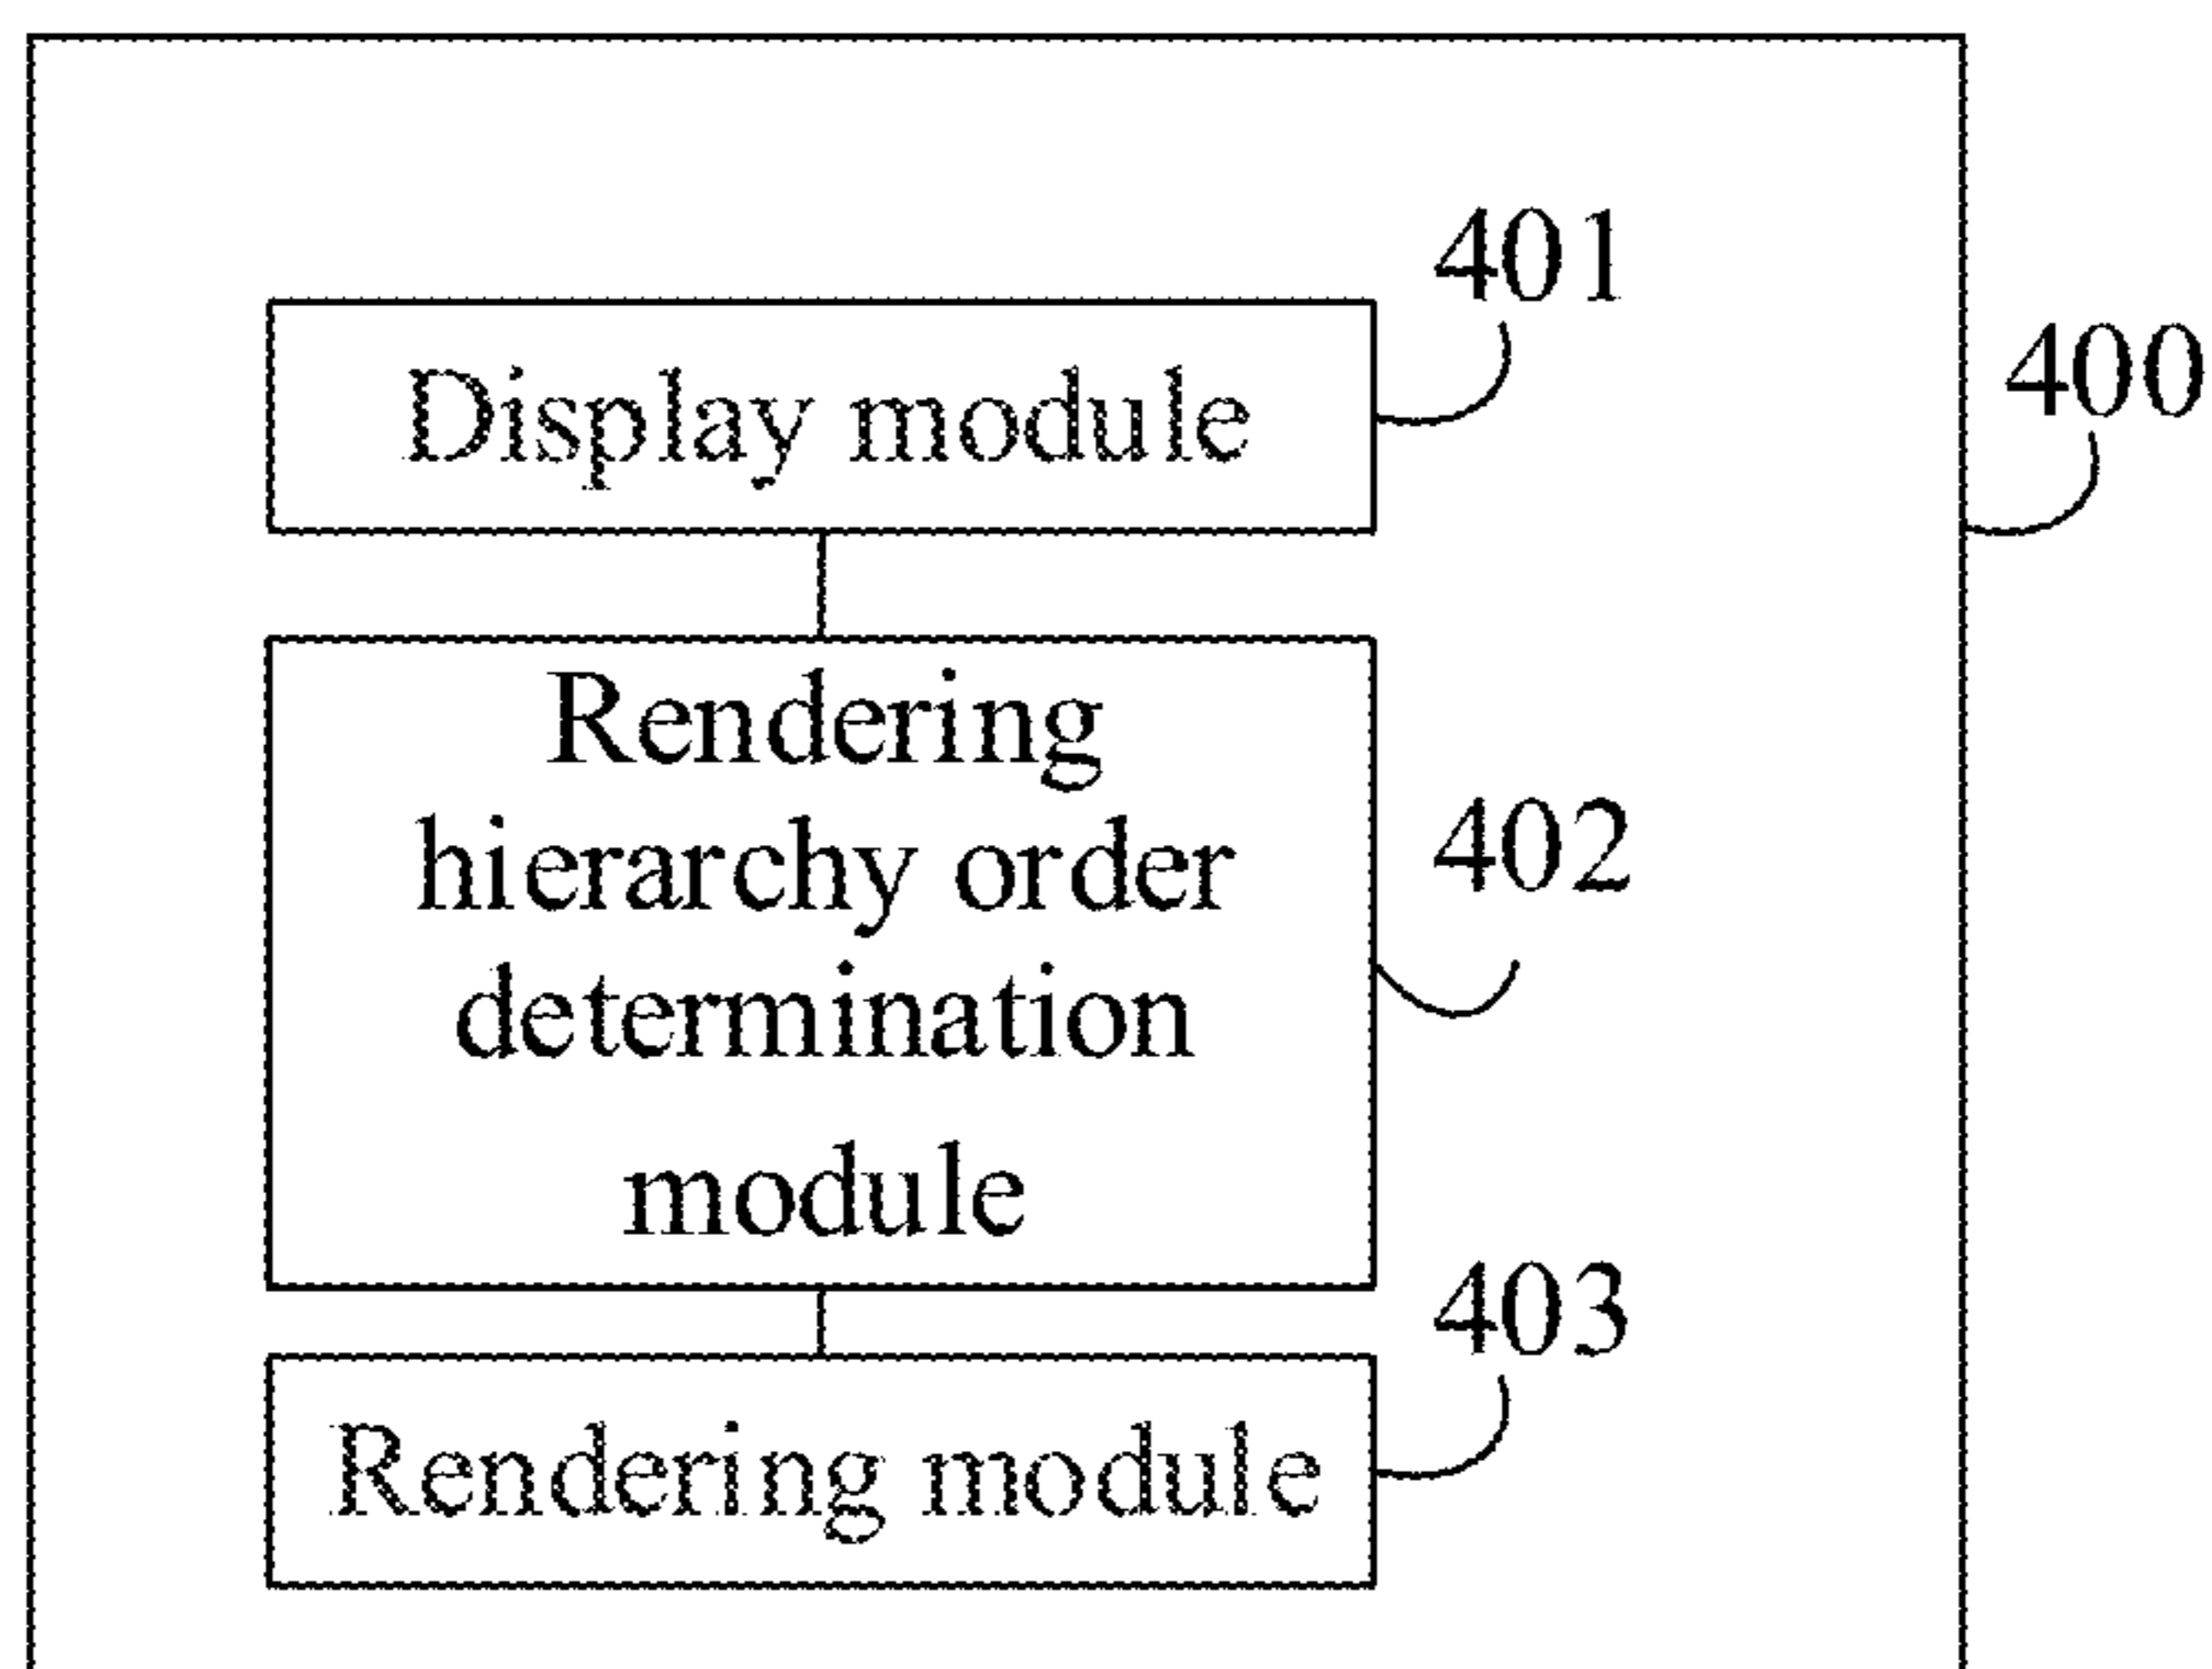 401
400
Display module
Rendering
hierarchy order
determination
module
402
403
Rendering module